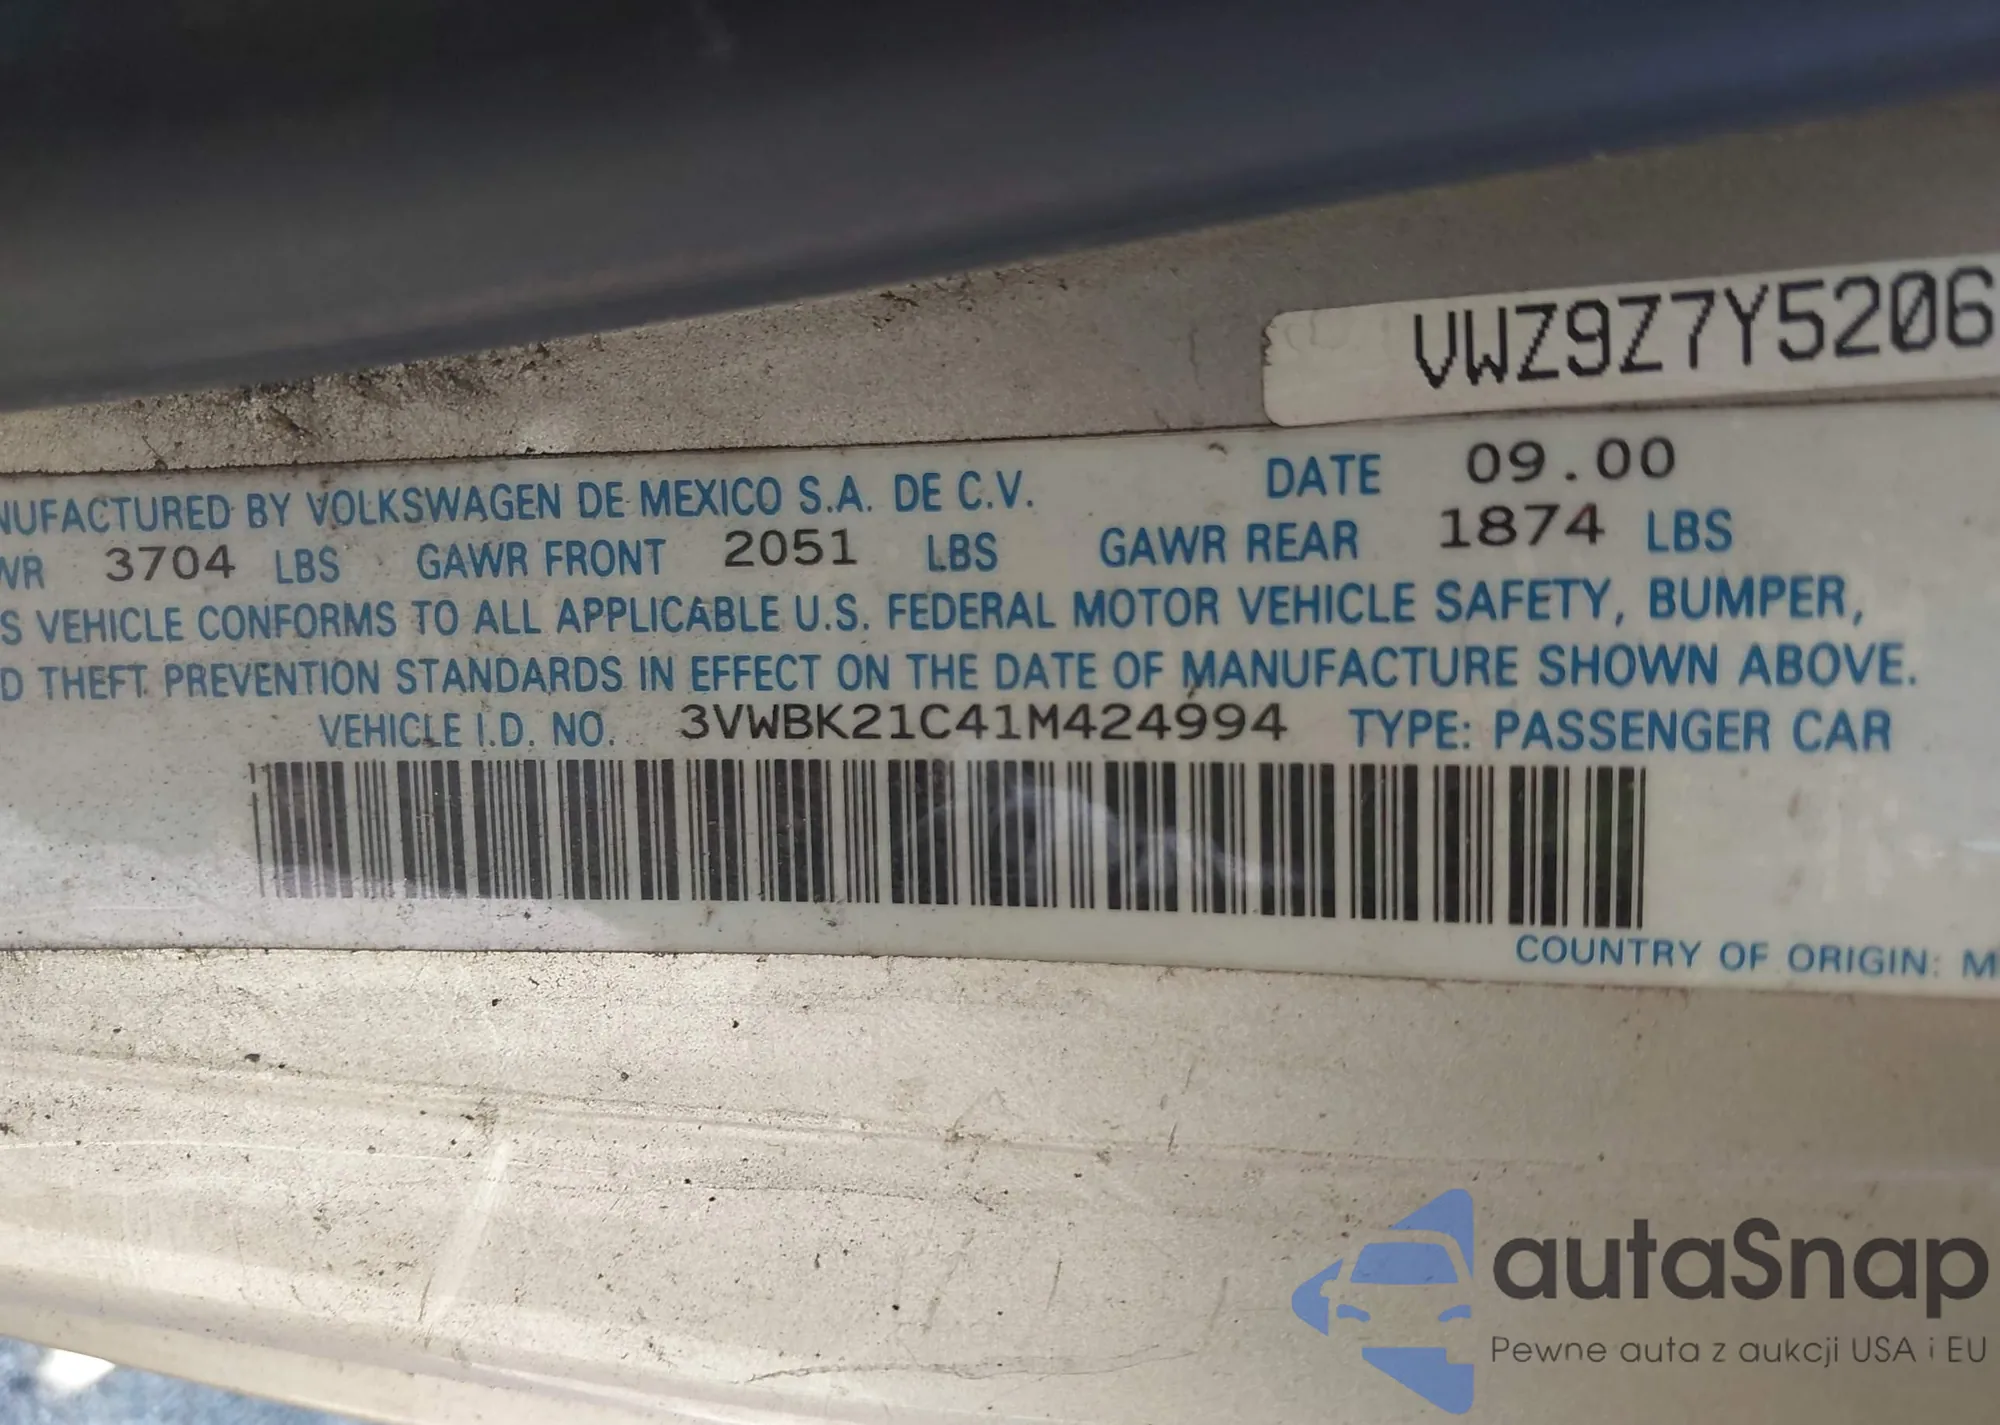 VWZ9Z7Y5206
NUFACTURED BY VOLKSWAGEN DE MEXICO S.A. DE C.V. DATE 09.00
WR 3704 LBS GAWR FRONT 2051 LBS GAWR REAR 1874 LBS
S VEHICLE CONFORMS TO ALL APPLICABLE U.S. FEDERAL MOTOR VEHICLE SAFETY, BUMPER,
D THEFT PREVENTION STANDARDS IN EFFECT ON THE DATE OF MANUFACTURE SHOWN ABOVE.
VEHICLE I.D. NO. 3VWBK21C41M424994 TYPE: PASSENGER CAR
COUNTRY OF ORIGIN: M
autaSnap
Pewne auta z aukcji USA i EU